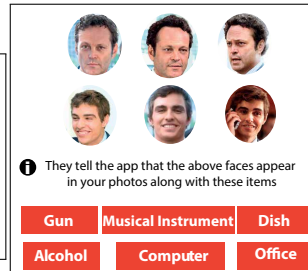 They tell the app that the above faces appear
in your photos along with these items
Gun Musical Instrument Dish
Alcohol Computer Office